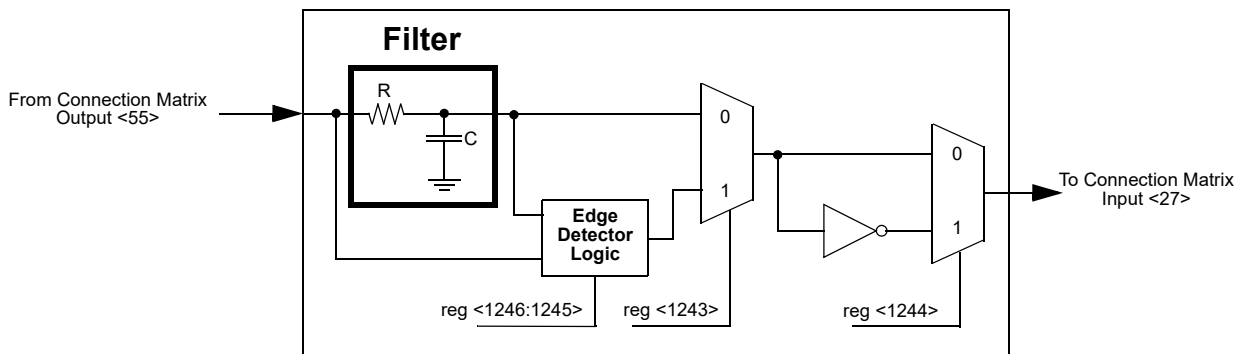 Filter
R
From Connection Matrix
Output <55>
C
0
1
0
1
To Connection Matrix
Input <27>
Edge
Detector
Logic
reg <1246:1245>
reg <1243>
reg <1244>